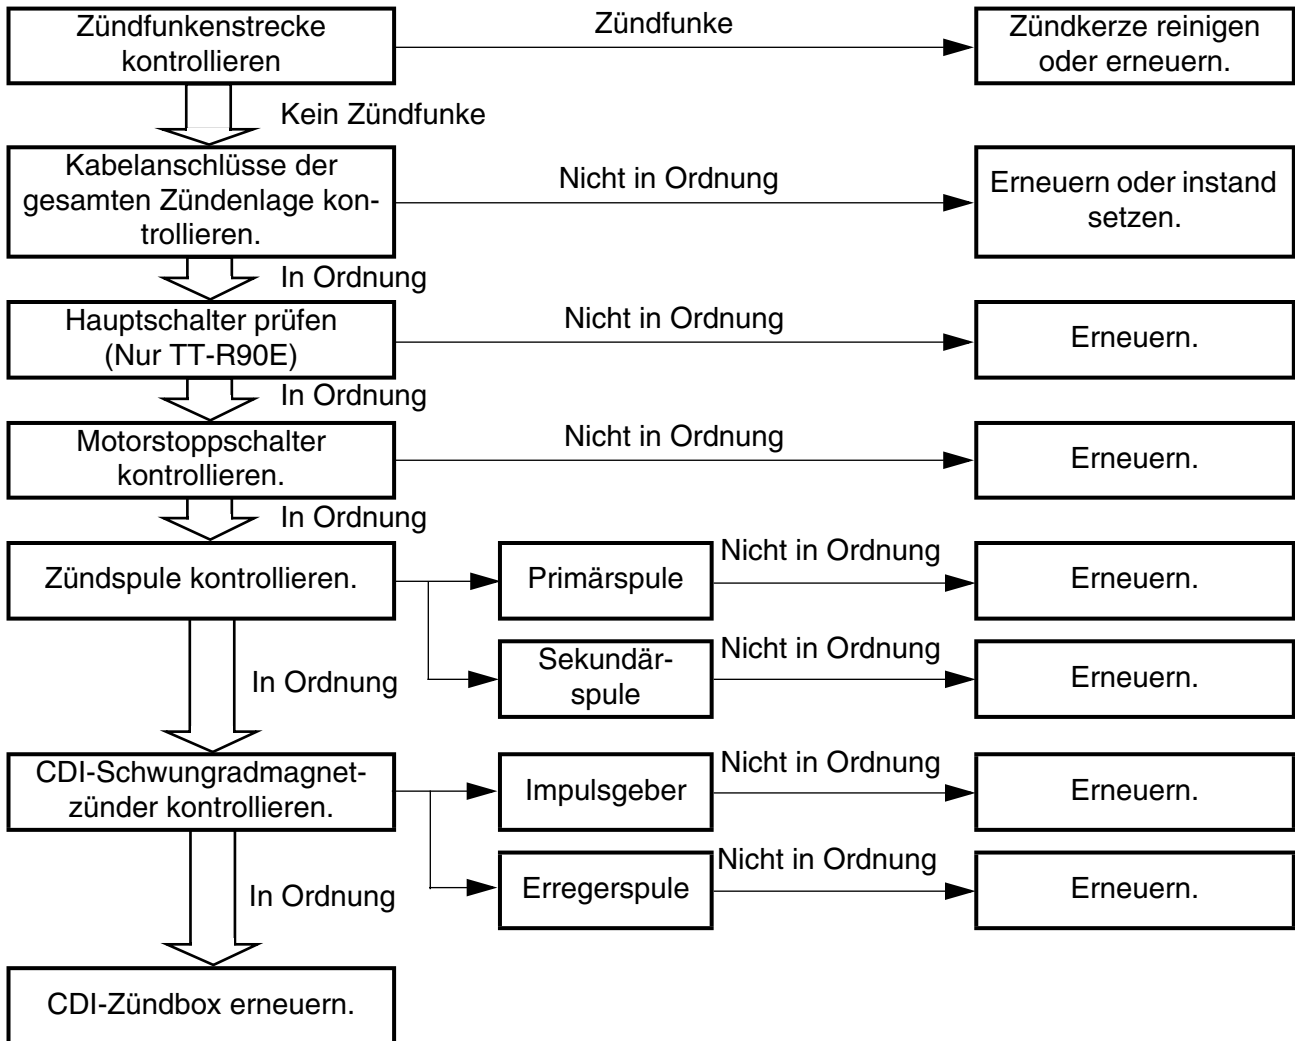 Zündfunkenstrecke
kontrollieren
Zündfunke
Zündkerze reinigen
oder erneuern.
Kein Zündfunke
Kabelanschlüsse der
gesamten Zündenlage kon-
trollieren.
Nicht in Ordnung
Erneuern oder instand
setzen.
In Ordnung
Hauptschalter prüfen
(Nur TT-R90E)
Nicht in Ordnung
Erneuern.
In Ordnung
Motorstoppschalter
kontrollieren.
Nicht in Ordnung
Erneuern.
In Ordnung
Zündspule kontrollieren.
Primärspule
Nicht in Ordnung
Erneuern.
Sekundär-
spule
Nicht in Ordnung
Erneuern.
In Ordnung
CDI-Schwungradmagnet-
zünder kontrollieren.
Impulsgeber
Nicht in Ordnung
Erneuern.
Erregerspule
Nicht in Ordnung
Erneuern.
In Ordnung
CDI-Zündbox erneuern.